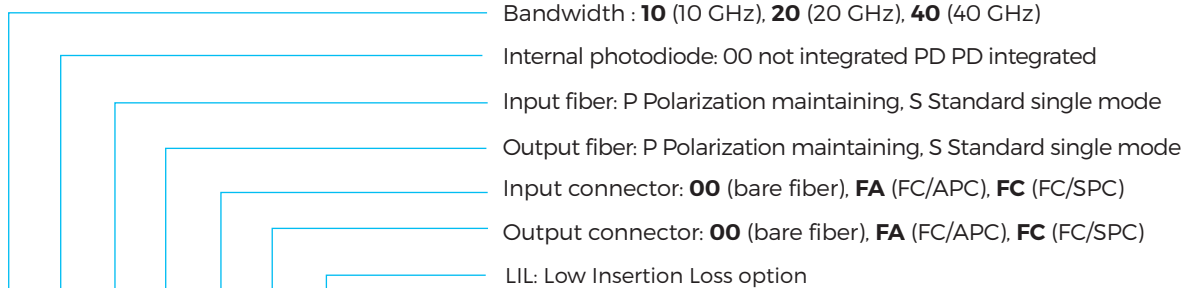 Bandwidth : 10 (10 GHz), 20 (20 GHz), 40 (40 GHz)
Internal photodiode: 00 not integrated PD PD integrated
Input fiber: P Polarization maintaining, S Standard single mode
Output fiber: P Polarization maintaining, S Standard single mode
Input connector: 00 (bare fiber), FA (FC/APC), FC (FC/SPC)
Output connector: 00 (bare fiber), FA (FC/APC), FC (FC/SPC)
LIL: Low Insertion Loss option